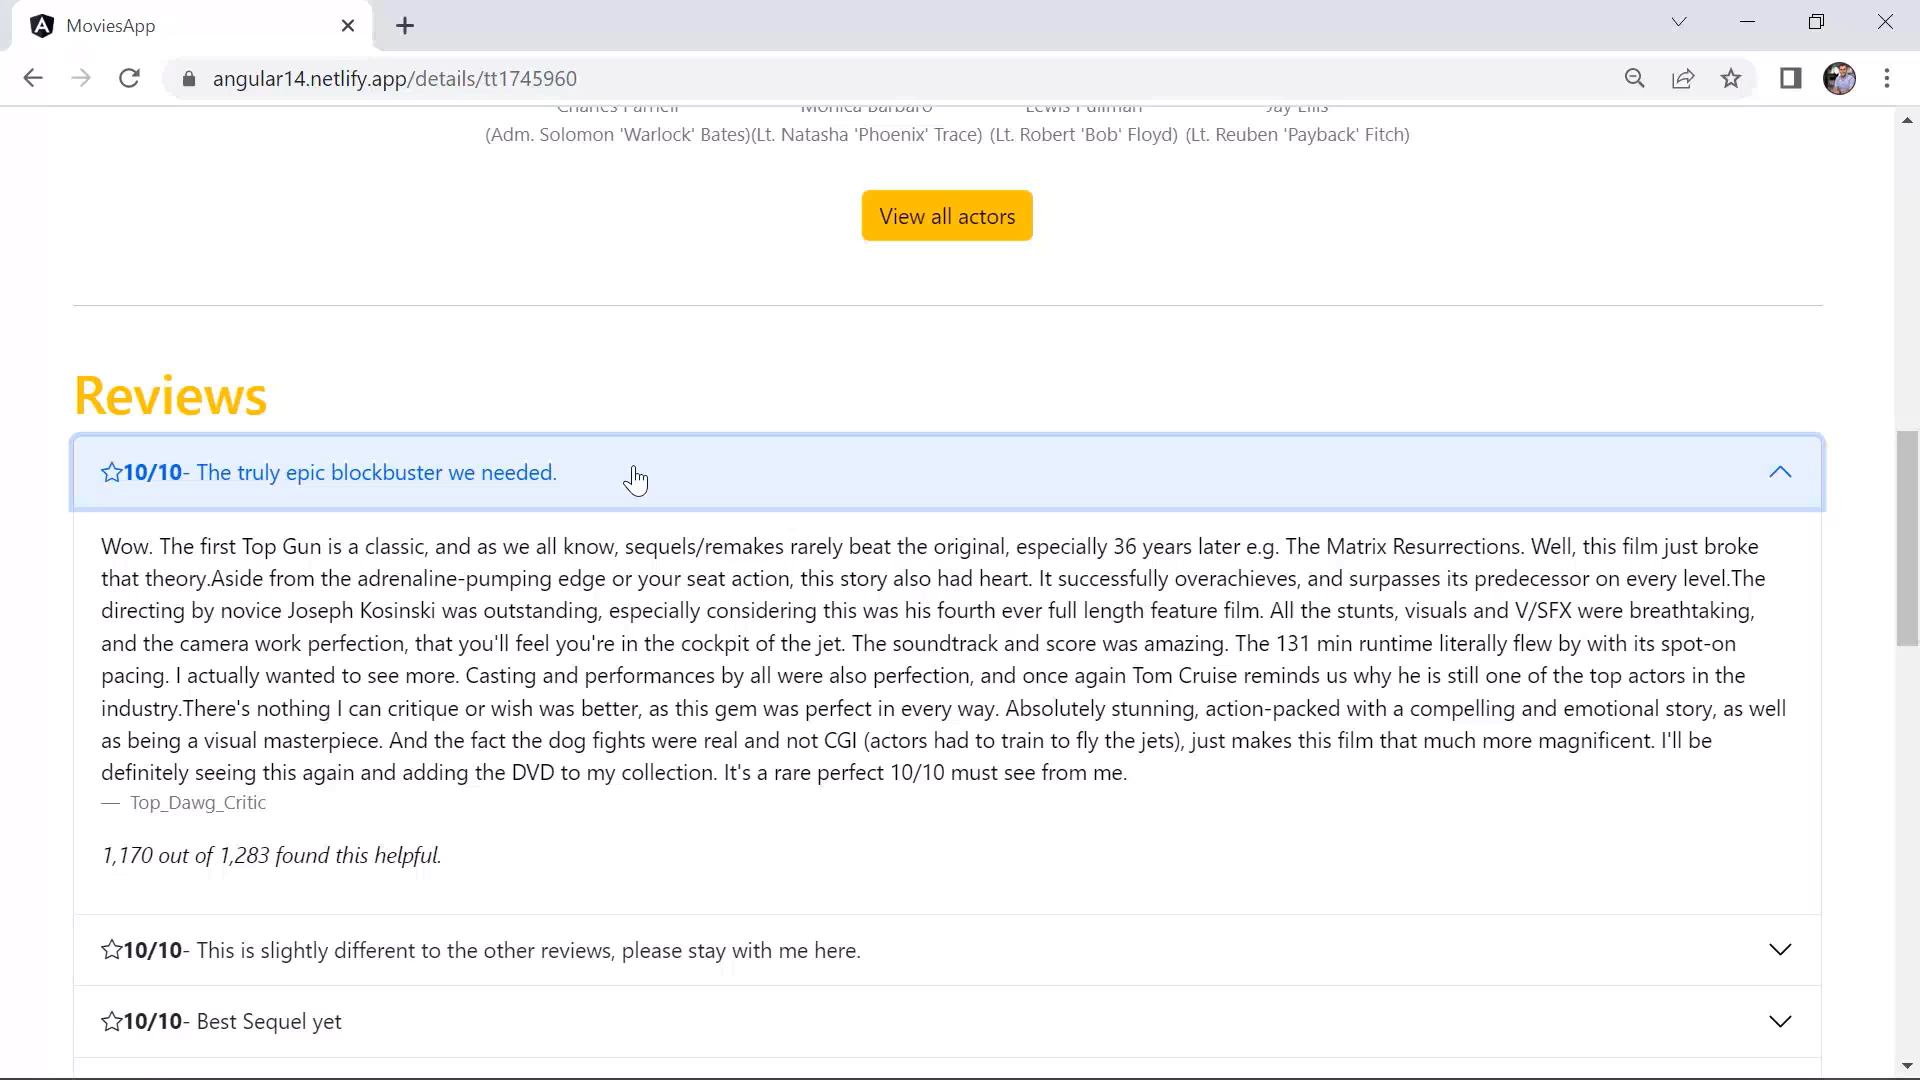 MoviesApp
angular14.netlify.app/details/tt1745960
Charles Parnell Monica Barbaro Lewis Pullman Jay Ellis
(Adm. Solomon 'Warlock' Bates)(Lt. Natasha 'Phoenix' Trace) (Lt. Robert 'Bob' Floyd) (Lt. Reuben 'Payback' Fitch)
View all actors
Reviews
10/10- The truly epic blockbuster we needed.
Wow. The first Top Gun is a classic, and as we all know, sequels/remakes rarely beat the original, especially 36 years later e.g. The Matrix Resurrections. Well, this film just broke
that theory.Aside from the adrenaline-pumping edge or your seat action, this story also had heart. It successfully overachieves, and surpasses its predecessor on every level.The
directing by novice Joseph Kosinski was outstanding, especially considering this was his fourth ever full length feature film. All the stunts, visuals and V/SFX were breathtaking,
and the camera work perfection, that you'll feel you're in the cockpit of the jet. The soundtrack and score was amazing. The 131 min runtime literally flew by with its spot-on
pacing. I actually wanted to see more. Casting and performances by all were also perfection, and once again Tom Cruise reminds us why he is still one of the top actors in the
industry.There's nothing I can critique or wish was better, as this gem was perfect in every way. Absolutely stunning, action-packed with a compelling and emotional story, as well
as being a visual masterpiece. And the fact the dog fights were real and not CGI (actors had to train to fly the jets), just makes this film that much more magnificent. I'll be
definitely seeing this again and adding the DVD to my collection. It's a rare perfect 10/10 must see from me.
— Top_Dawg_Critic
1,170 out of 1,283 found this helpful.
10/10- This is slightly different to the other reviews, please stay with me here.
10/10- Best Sequel yet